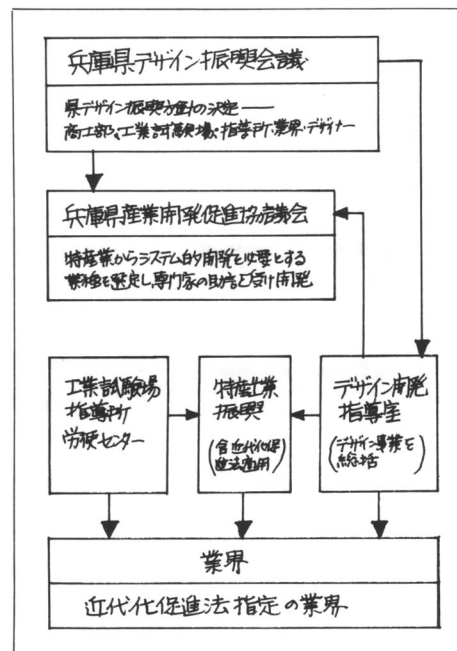 兵庫県デザイン振興会議
県デザイン振興方針の決定——
商工部、工業試験場・指導所・業界・デザイナー
兵庫県産業開発促進協議会
特産業からシステム的開発を必要とする
業種を選定し、専門家の助言を受け開発
工業試験場
指導所
労使センター
特産業
振興
(含近代化促
進法適用)
デザイン開発
指導室
(デザイン事業を
総括)
業界
近代化促進法指定の業界